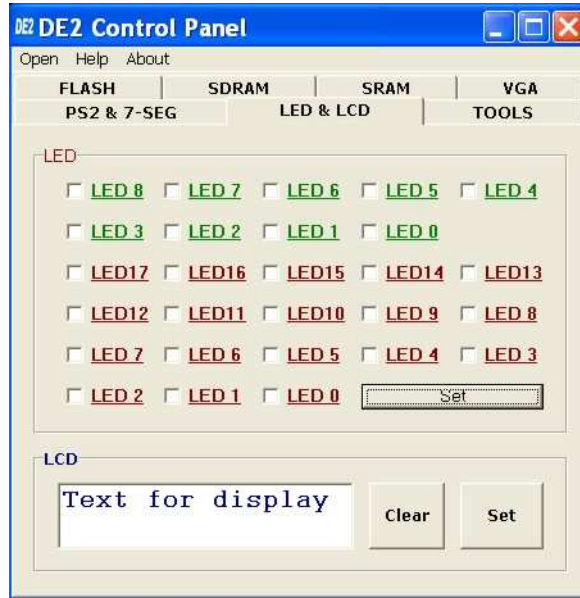 DE2 DE2 Control Panel
Open Help About
FLASH SDRAM SRAM VGA
PS2 & 7-SEG LED & LCD TOOLS
LED
LED 8 LED 7 LED 6 LED 5 LED 4
LED 3 LED 2 LED 1 LED 0
LED17 LED16 LED15 LED14 LED13
LED12 LED11 LED10 LED 9 LED 8
LED 7 LED 6 LED 5 LED 4 LED 3
LED 2 LED 1 LED 0 Set
LCD
Text for display
Clear Set